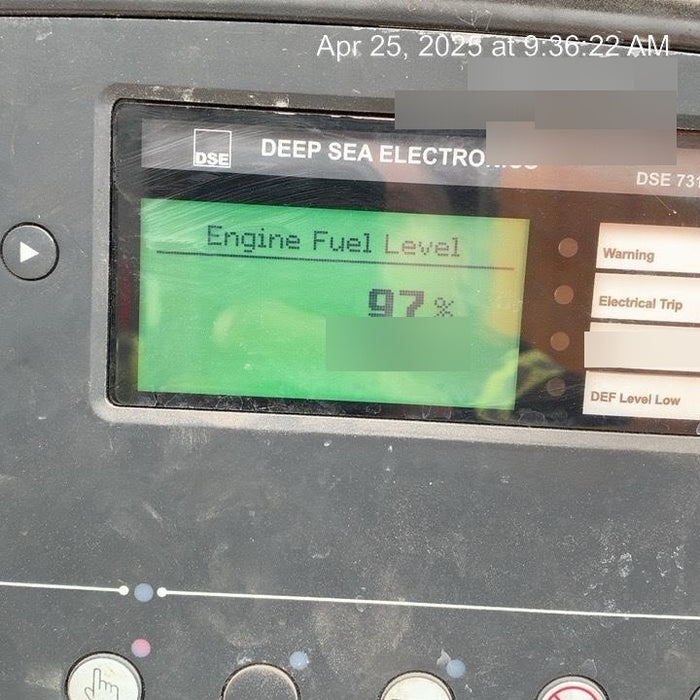 Apr 25, 2025 at 9:36:22 AM
DSE
DEEP SEA ELECTRONICS
DSE 731
Engine Fuel Level
97 %
Warning
Electrical Trip
DEF Level Low